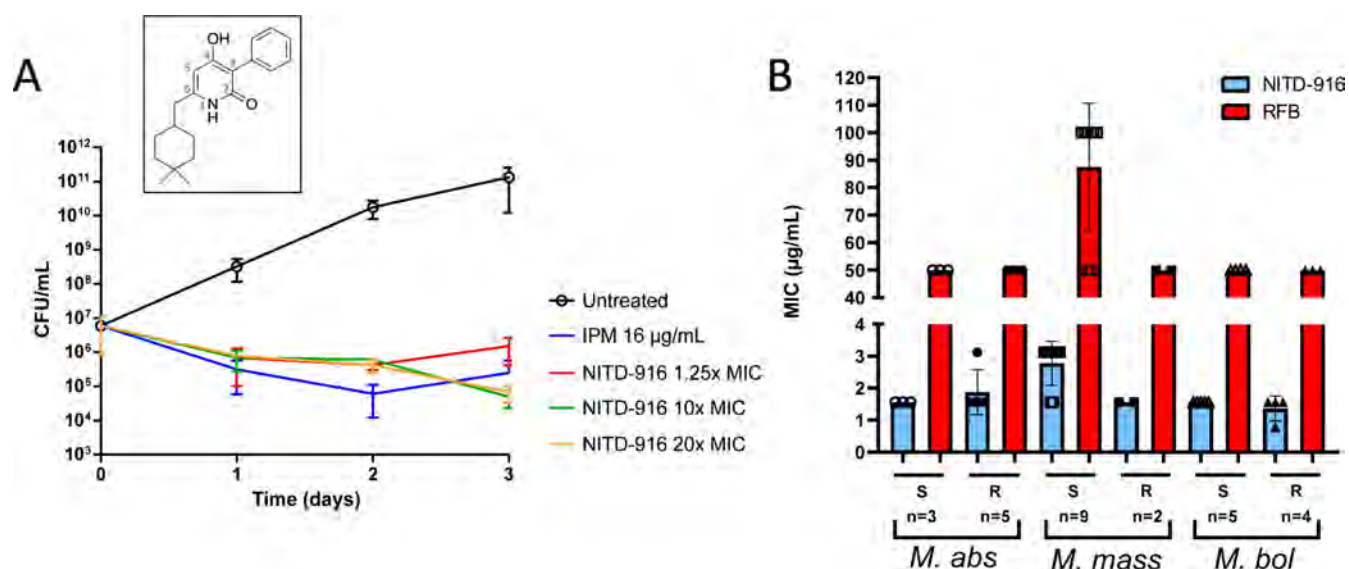 A
OH
5
4
6
O
N
H
CFU/mL
10¹²
10¹¹
10¹⁰
10⁹
10⁸
10⁷
10⁶
10⁵
10⁴
10³
0 1 2 3
Time (days)
Untreated
IPM 16 µg/mL
NITD-916 1.25x MIC
NITD-916 10x MIC
NITD-916 20x MIC
B
NITD-916
RFB
MIC (µg/mL)
120
110
100
90
80
70
60
50
40
4
3
2
1
0
S R S R S R
n=3 n=5 n=9 n=2 n=5 n=4
M. abs M. mass M. bol